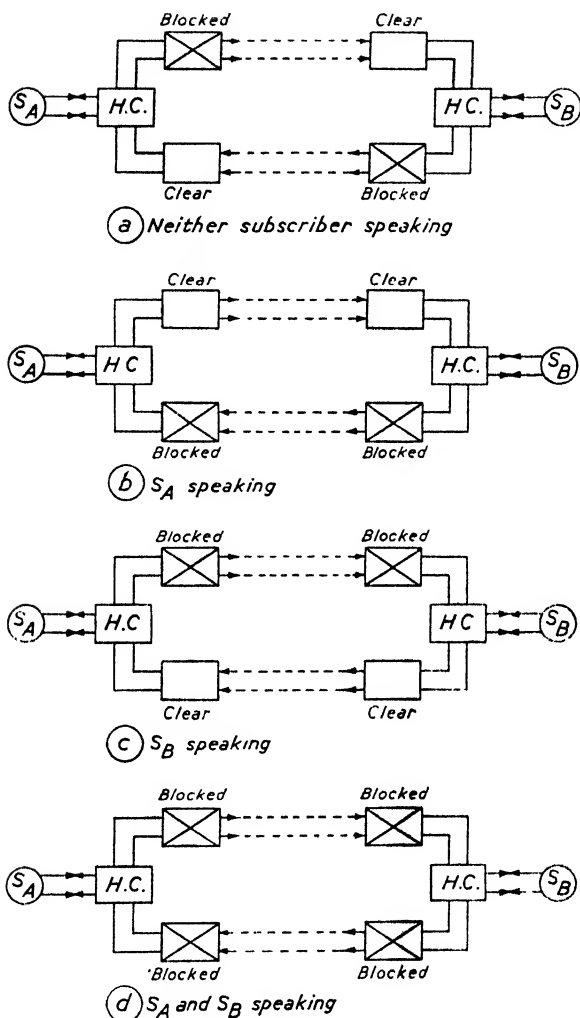 Blocked Clear
S_A H.C. H C. S_B
Clear Blocked
a Neither subscriber speaking
Clear Clear
S_A H C H.C. S_B
Blocked Blocked
b S_A speaking
Blocked Blocked
S_A H.C H C S_B
Clear Clear
c S_B speaking
Blocked Blocked
S_A H.C. H.C. S_B
Blocked Blocked
d S_A and S_B speaking